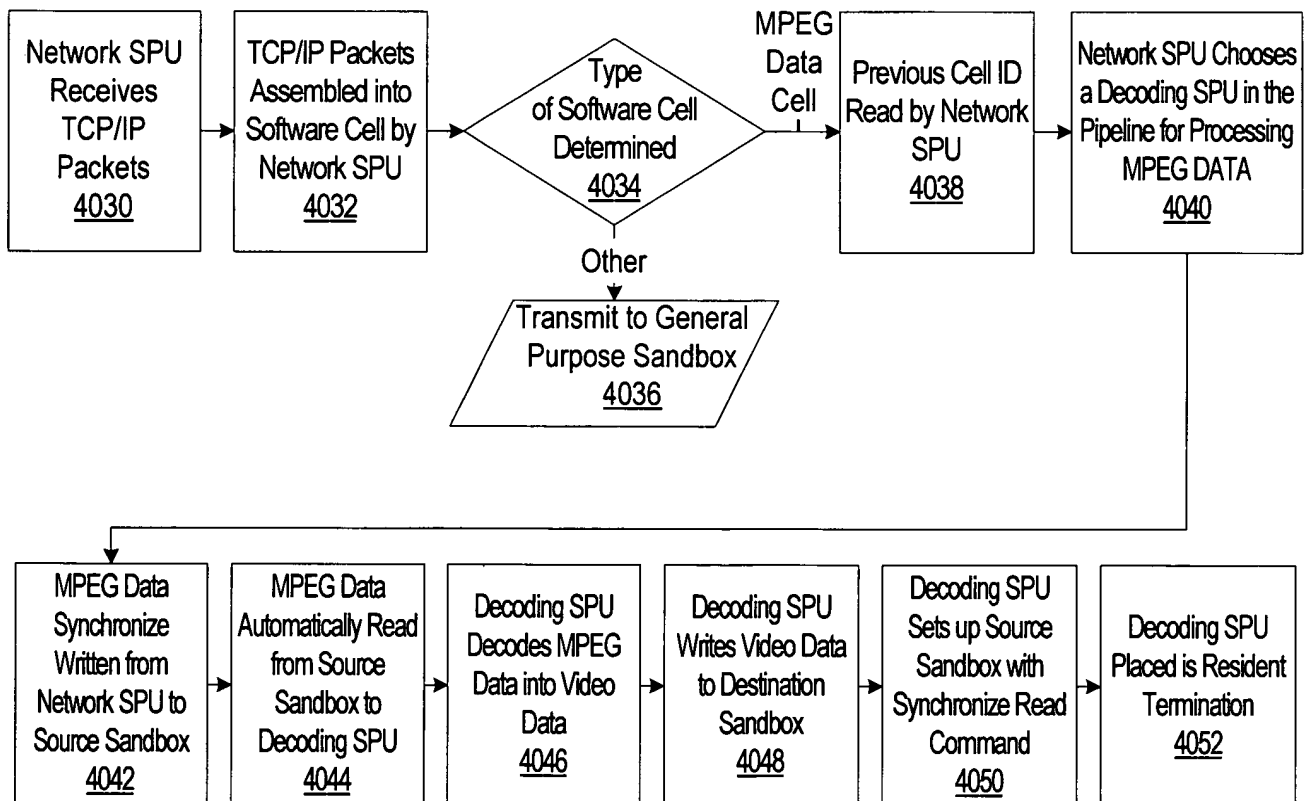 Network SPU
Receives
TCP/IP
Packets
4030
TCP/IP Packets
Assembled into
Software Cell by
Network SPU
4032
Type
of Software Cell
Determined
4034
MPEG
Data
Cell
Previous Cell ID
Read by Network
SPU
4038
Network SPU Chooses
a Decoding SPU in the
Pipeline for Processing
MPEG DATA
4040
Other
Transmit to General
Purpose Sandbox
4036
MPEG Data
Synchronize
Written from
Network SPU to
Source Sandbox
4042
MPEG Data
Automatically Read
from Source
Sandbox to
Decoding SPU
4044
Decoding SPU
Decodes MPEG
Data into Video
Data
4046
Decoding SPU
Writes Video Data
to Destination
Sandbox
4048
Decoding SPU
Sets up Source
Sandbox with
Synchronize Read
Command
4050
Decoding SPU
Placed is Resident
Termination
4052